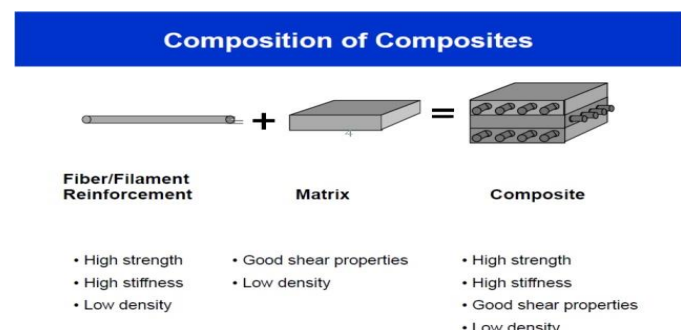 Composition of Composites
+
=
4
Fiber/Filament
Reinforcement
Matrix
Composite
• High strength
• High stiffness
• Low density
• Good shear properties
• Low density
• High strength
• High stiffness
• Good shear properties
• Low density